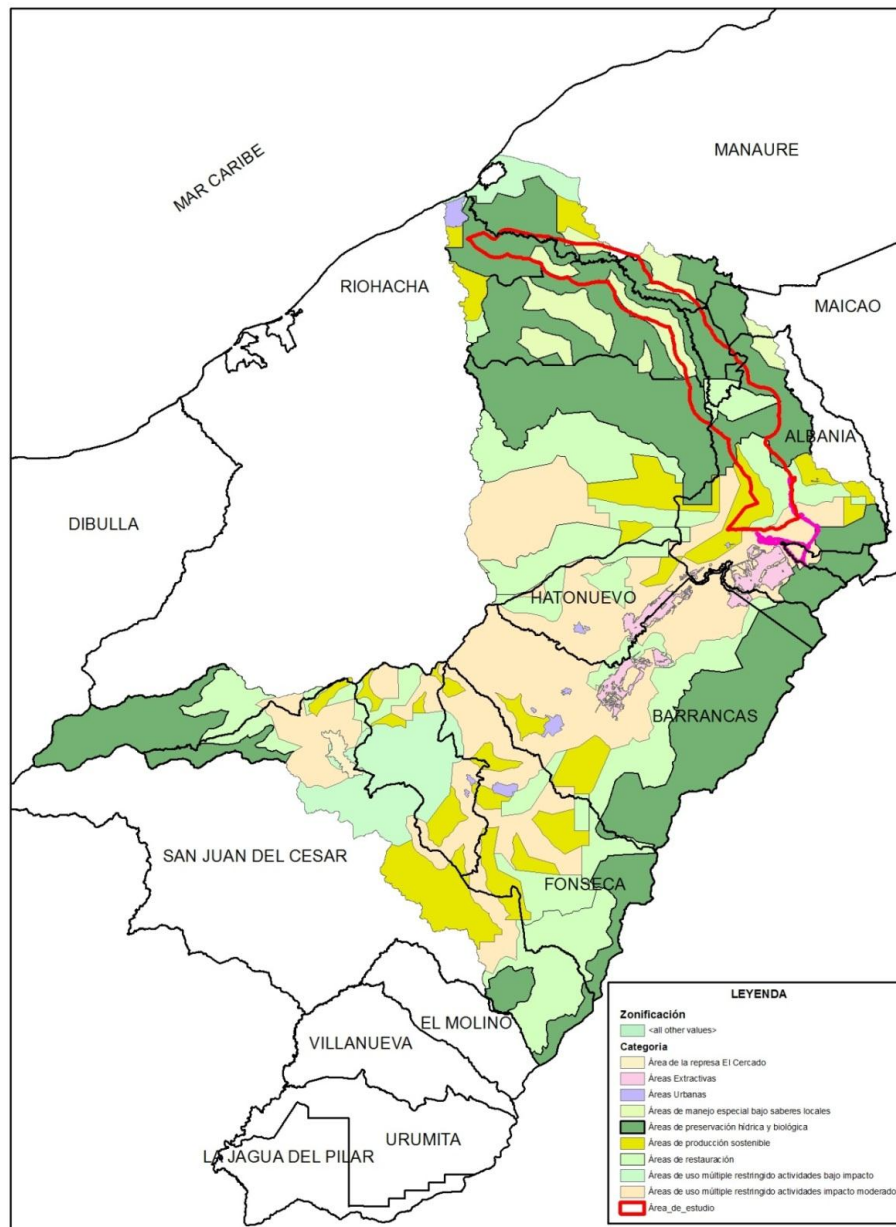 MAR CARIBE
MANAURE
RIOHACHA
MAICAO
ALBANIA
DIBULLA
HATONUEVO
BARRANCAS
SAN JUAN DEL CESAR
FONSECA
EL MOLINO
VILLANUEVA
URUMITA
LA JAGUA DEL PILAR
LEYENDA
Zonificación
<all other values>
Categoria
Área de la represa El Cercado
Áreas Extractivas
Áreas Urbanas
Áreas de manejo especial bajo saberes locales
Áreas de preservación hídrica y biológica
Áreas de producción sostenible
Áreas de restauración
Áreas de uso múltiple restringido actividades bajo impacto
Áreas de uso múltiple restringido actividades impacto moderado
Área_de_estudio